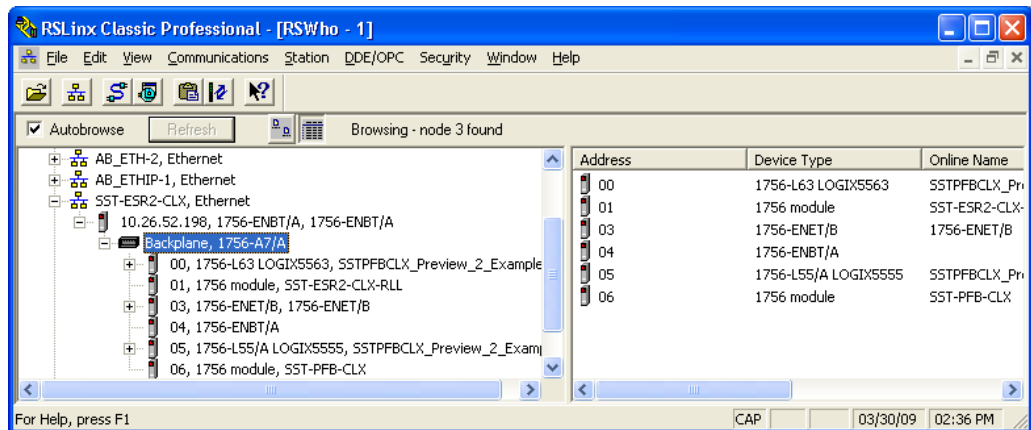 RSLinx Classic Professional - [RSWho - 1]
File Edit View Communications Station DDE/OPC Security Window Help
Autobrowse Refresh Browsing - node 3 found
AB_ETH-2, Ethernet
AB_ETHIP-1, Ethernet
SST-ESR2-CLX, Ethernet
10.26.52.198, 1756-ENBT/A, 1756-ENBT/A
Backplane, 1756-A7/A
00, 1756-L63 LOGIX5563, SSTPFBCLX_Preview_2_Example
01, 1756 module, SST-ESR2-CLX-RLL
03, 1756-ENET/B, 1756-ENET/B
04, 1756-ENBT/A
05, 1756-L55/A LOGIX5555, SSTPFBCLX_Preview_2_Exam
06, 1756 module, SST-PFB-CLX
Address Device Type Online Name
00 1756-L63 LOGIX5563 SSTPFBCLX_Pr
01 1756 module SST-ESR2-CLX-
03 1756-ENET/B 1756-ENET/B
04 1756-ENBT/A
05 1756-L55/A LOGIX5555 SSTPFBCLX_Pr
06 1756 module SST-PFB-CLX
For Help, press F1 CAP 03/30/09 02:36 PM